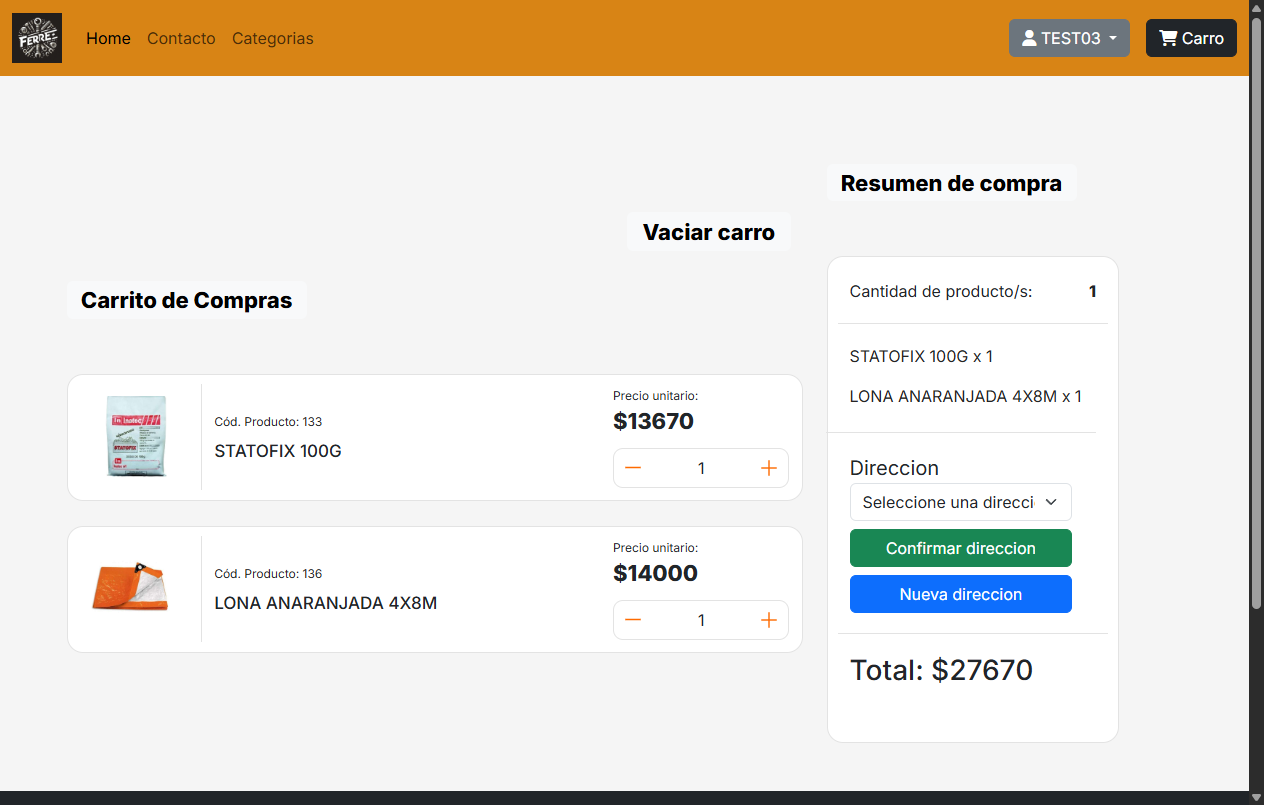 FERRET
Home Contacto Categorias
TEST03
Carro
Resumen de compra
Vaciar carro
Carrito de Compras
Cód. Producto: 133
STATOFIX 100G
Precio unitario:
$13670
1
Cód. Producto: 136
LONA ANARANJADA 4X8M
Precio unitario:
$14000
1
Cantidad de producto/s: 1
STATOFIX 100G x 1
LONA ANARANJADA 4X8M x 1
Direccion
Seleccione una direcci
Confirmar direccion
Nueva direccion
Total: $27670